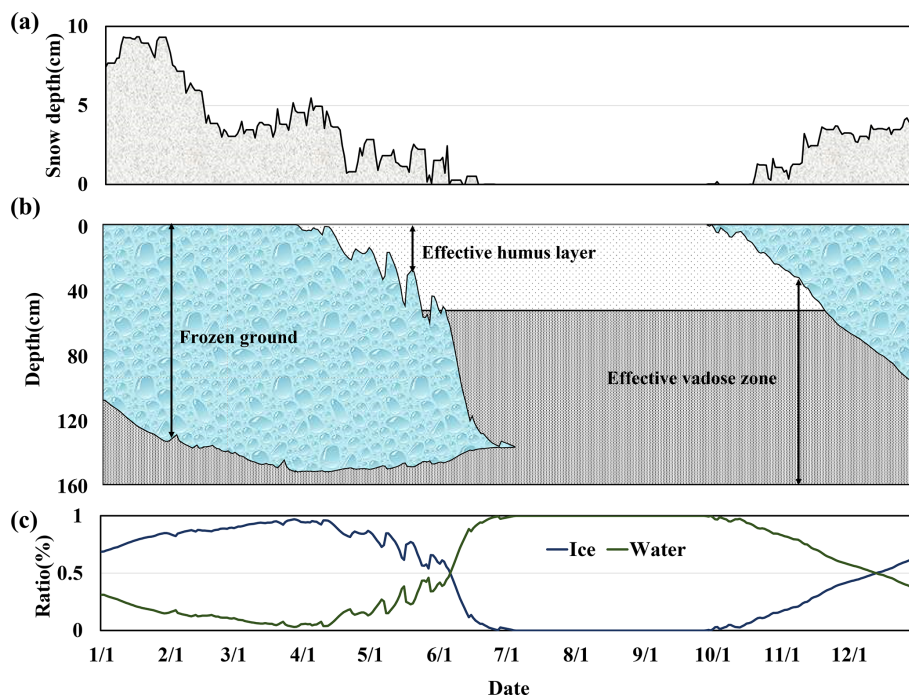 (a)
10
5
0
Snow depth(cm)
(b)
0
40
80
120
160
Depth(cm)
Effective humus layer
Frozen ground
Effective vadose zone
(c)
1
0.5
0
Ratio(%)
Ice Water
1/1 2/1 3/1 4/1 5/1 6/1 7/1 8/1 9/1 10/1 11/1 12/1
Date